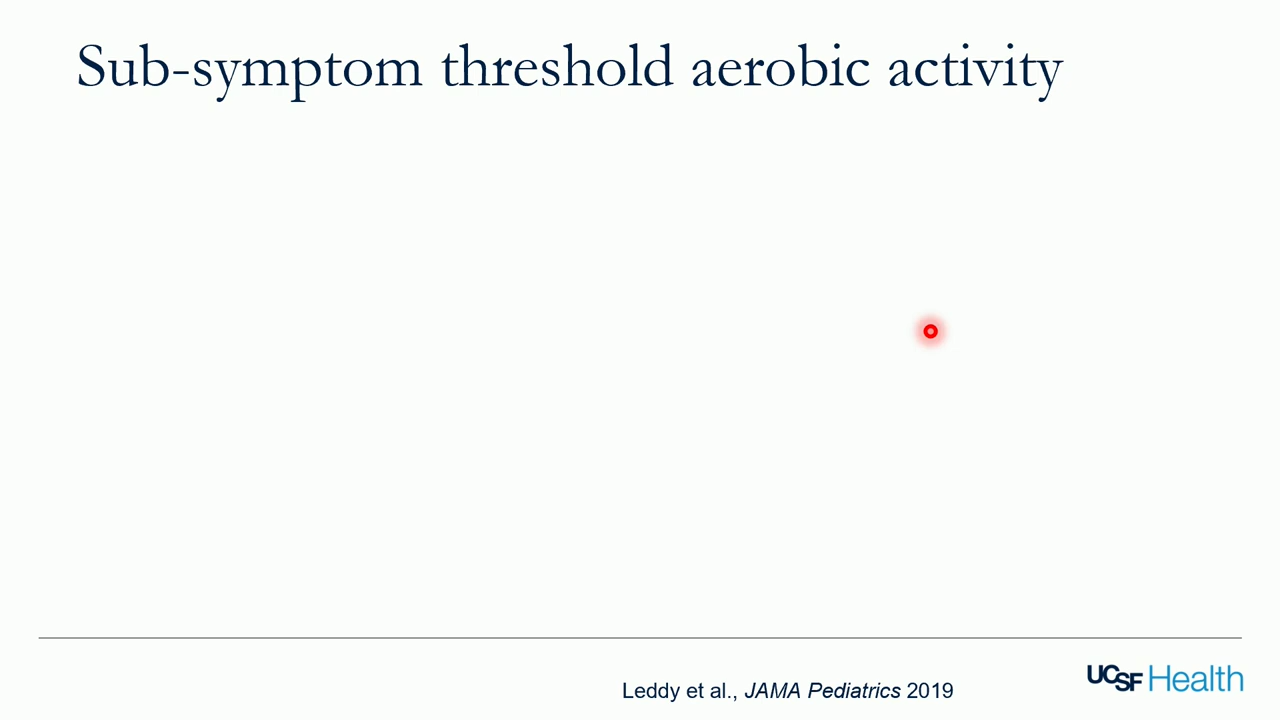 Sub-symptom threshold aerobic activity
Leddy et al., JAMA Pediatrics 2019
UCSF Health